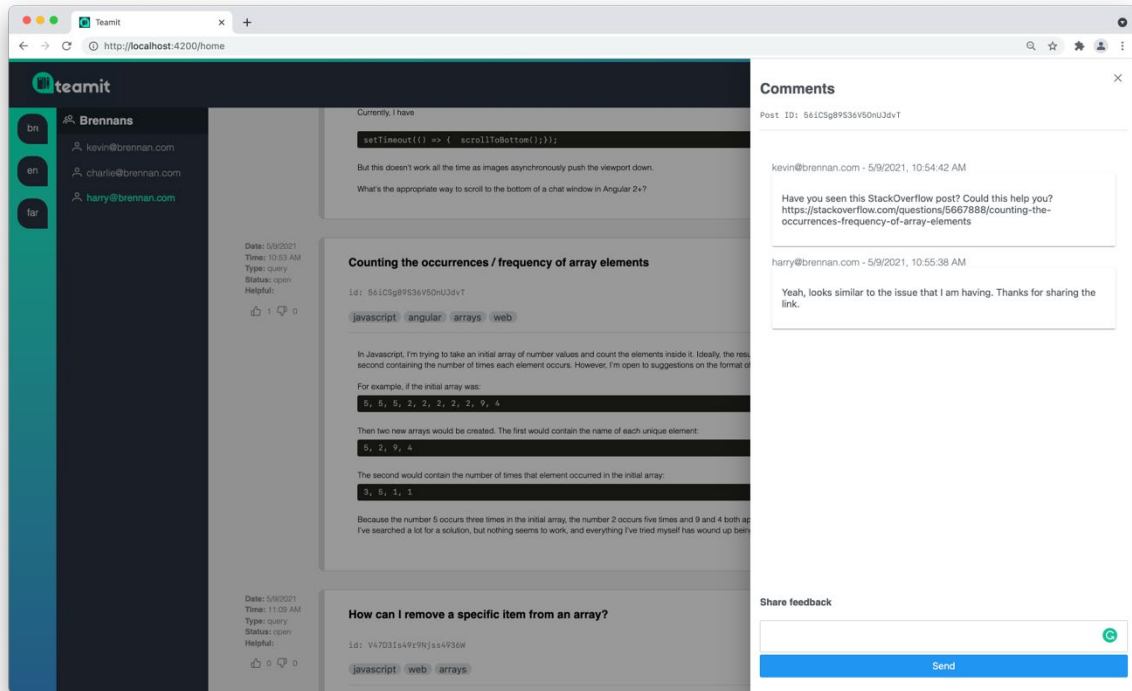 Teamit
http://localhost:4200/home
teamit
bn
en
far
Brennans
kevin@brennan.com
charlie@brennan.com
harry@brennan.com
Currently, I have
setTimeout(() => {  scrollToBottom();});
But this doesn't work all the time as images asynchronously push the viewport down.
What's the appropriate way to scroll to the bottom of a chat window in Angular 2+?
Date: 5/9/2021
Time: 10:53 AM
Type: query
Status: open
Helpful:
1 0
Counting the occurrences / frequency of array elements
id: 56iCSg89S36V5OnUJdvT
javascript angular arrays web
In Javascript, I'm trying to take an initial array of number values and count the elements inside it. Ideally, the resu
second containing the number of times each element occurs. However, I'm open to suggestions on the format of
For example, if the initial array was:
5, 5, 5, 2, 2, 2, 2, 2, 9, 4
Then two new arrays would be created. The first would contain the name of each unique element:
5, 2, 9, 4
The second would contain the number of times that element occurred in the initial array:
3, 5, 1, 1
Because the number 5 occurs three times in the initial array, the number 2 occurs five times and 9 and 4 both ap
I've searched a lot for a solution, but nothing seems to work, and everything I've tried myself has wound up bein
Date: 5/9/2021
Time: 11:09 AM
Type: query
Status: open
Helpful:
0 0
How can I remove a specific item from an array?
id: V47O3Is49r9Njss4936W
javascript web arrays
Comments
Post ID: 56iCSg89S36V5OnUJdvT
kevin@brennan.com - 5/9/2021, 10:54:42 AM
Have you seen this StackOverflow post? Could this help you?
https://stackoverflow.com/questions/5667888/counting-the-
occurrences-frequency-of-array-elements
harry@brennan.com - 5/9/2021, 10:55:38 AM
Yeah, looks similar to the issue that I am having. Thanks for sharing the
link.
Share feedback
Send